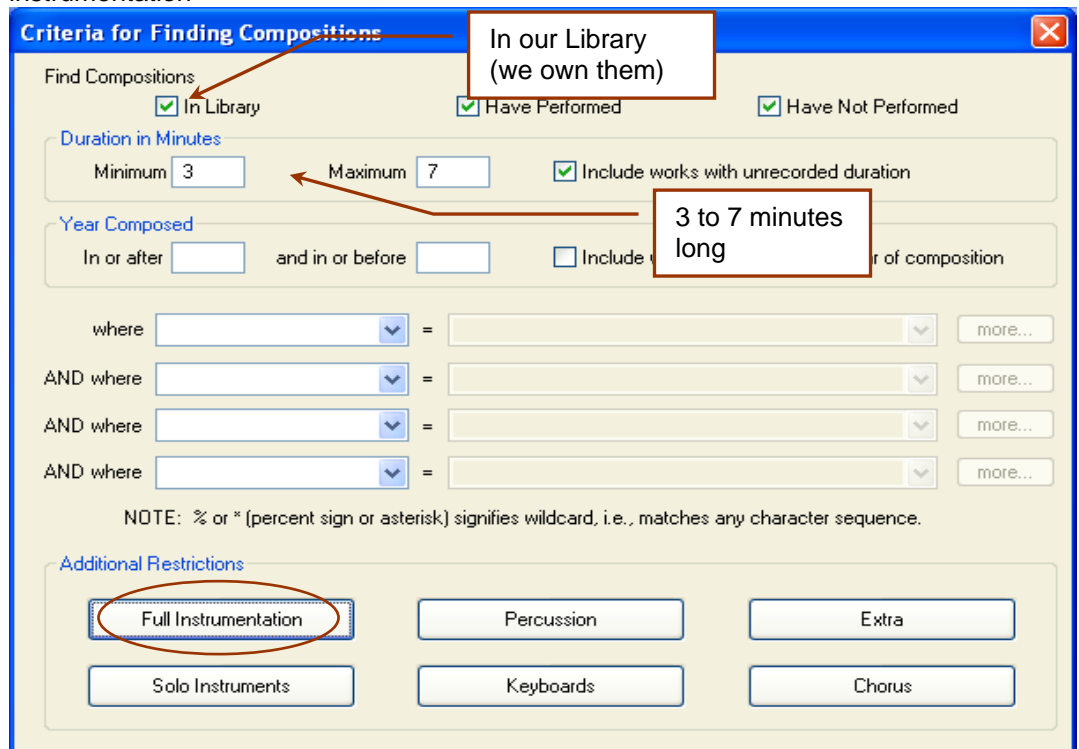 instrumentation
Criteria for Finding Compositions
In our Library
(we own them)
Find Compositions
In Library Have Performed Have Not Performed
Duration in Minutes
Minimum 3 Maximum 7 Include works with unrecorded duration
3 to 7 minutes
long
Year Composed
In or after and in or before Include r of composition
where = more...
AND where = more...
AND where = more...
AND where = more...
NOTE: % or * (percent sign or asterisk) signifies wildcard, i.e., matches any character sequence.
Additional Restrictions
Full Instrumentation Percussion Extra
Solo Instruments Keyboards Chorus